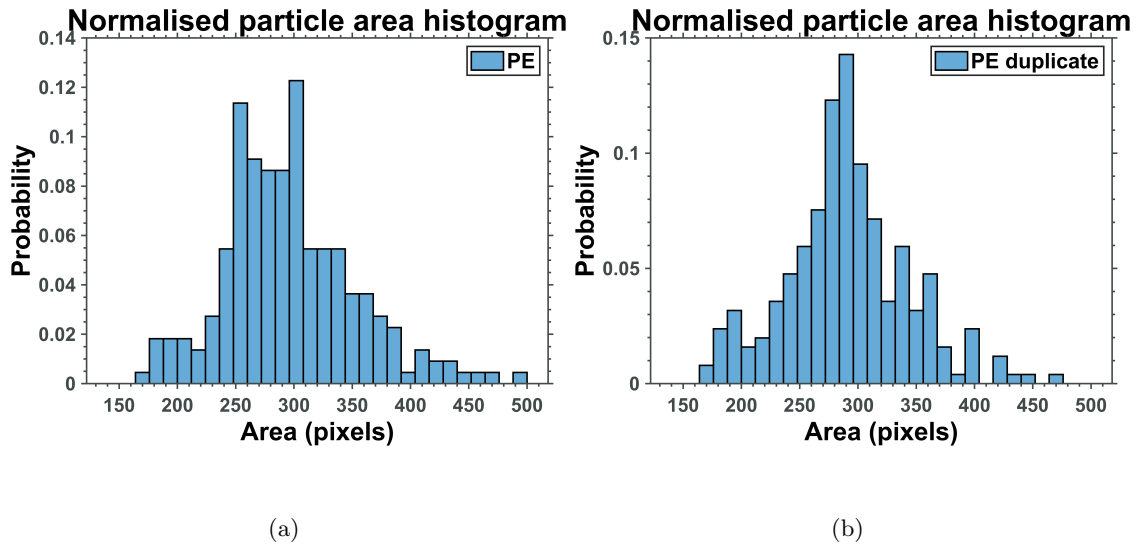 Normalised particle area histogram
0.14
0.12
0.1
0.08
0.06
0.04
0.02
0
Probability
PE
150 200 250 300 350 400 450 500
Area (pixels)
(a)
Normalised particle area histogram
0.15
0.1
0.05
0
Probability
PE duplicate
150 200 250 300 350 400 450 500
Area (pixels)
(b)